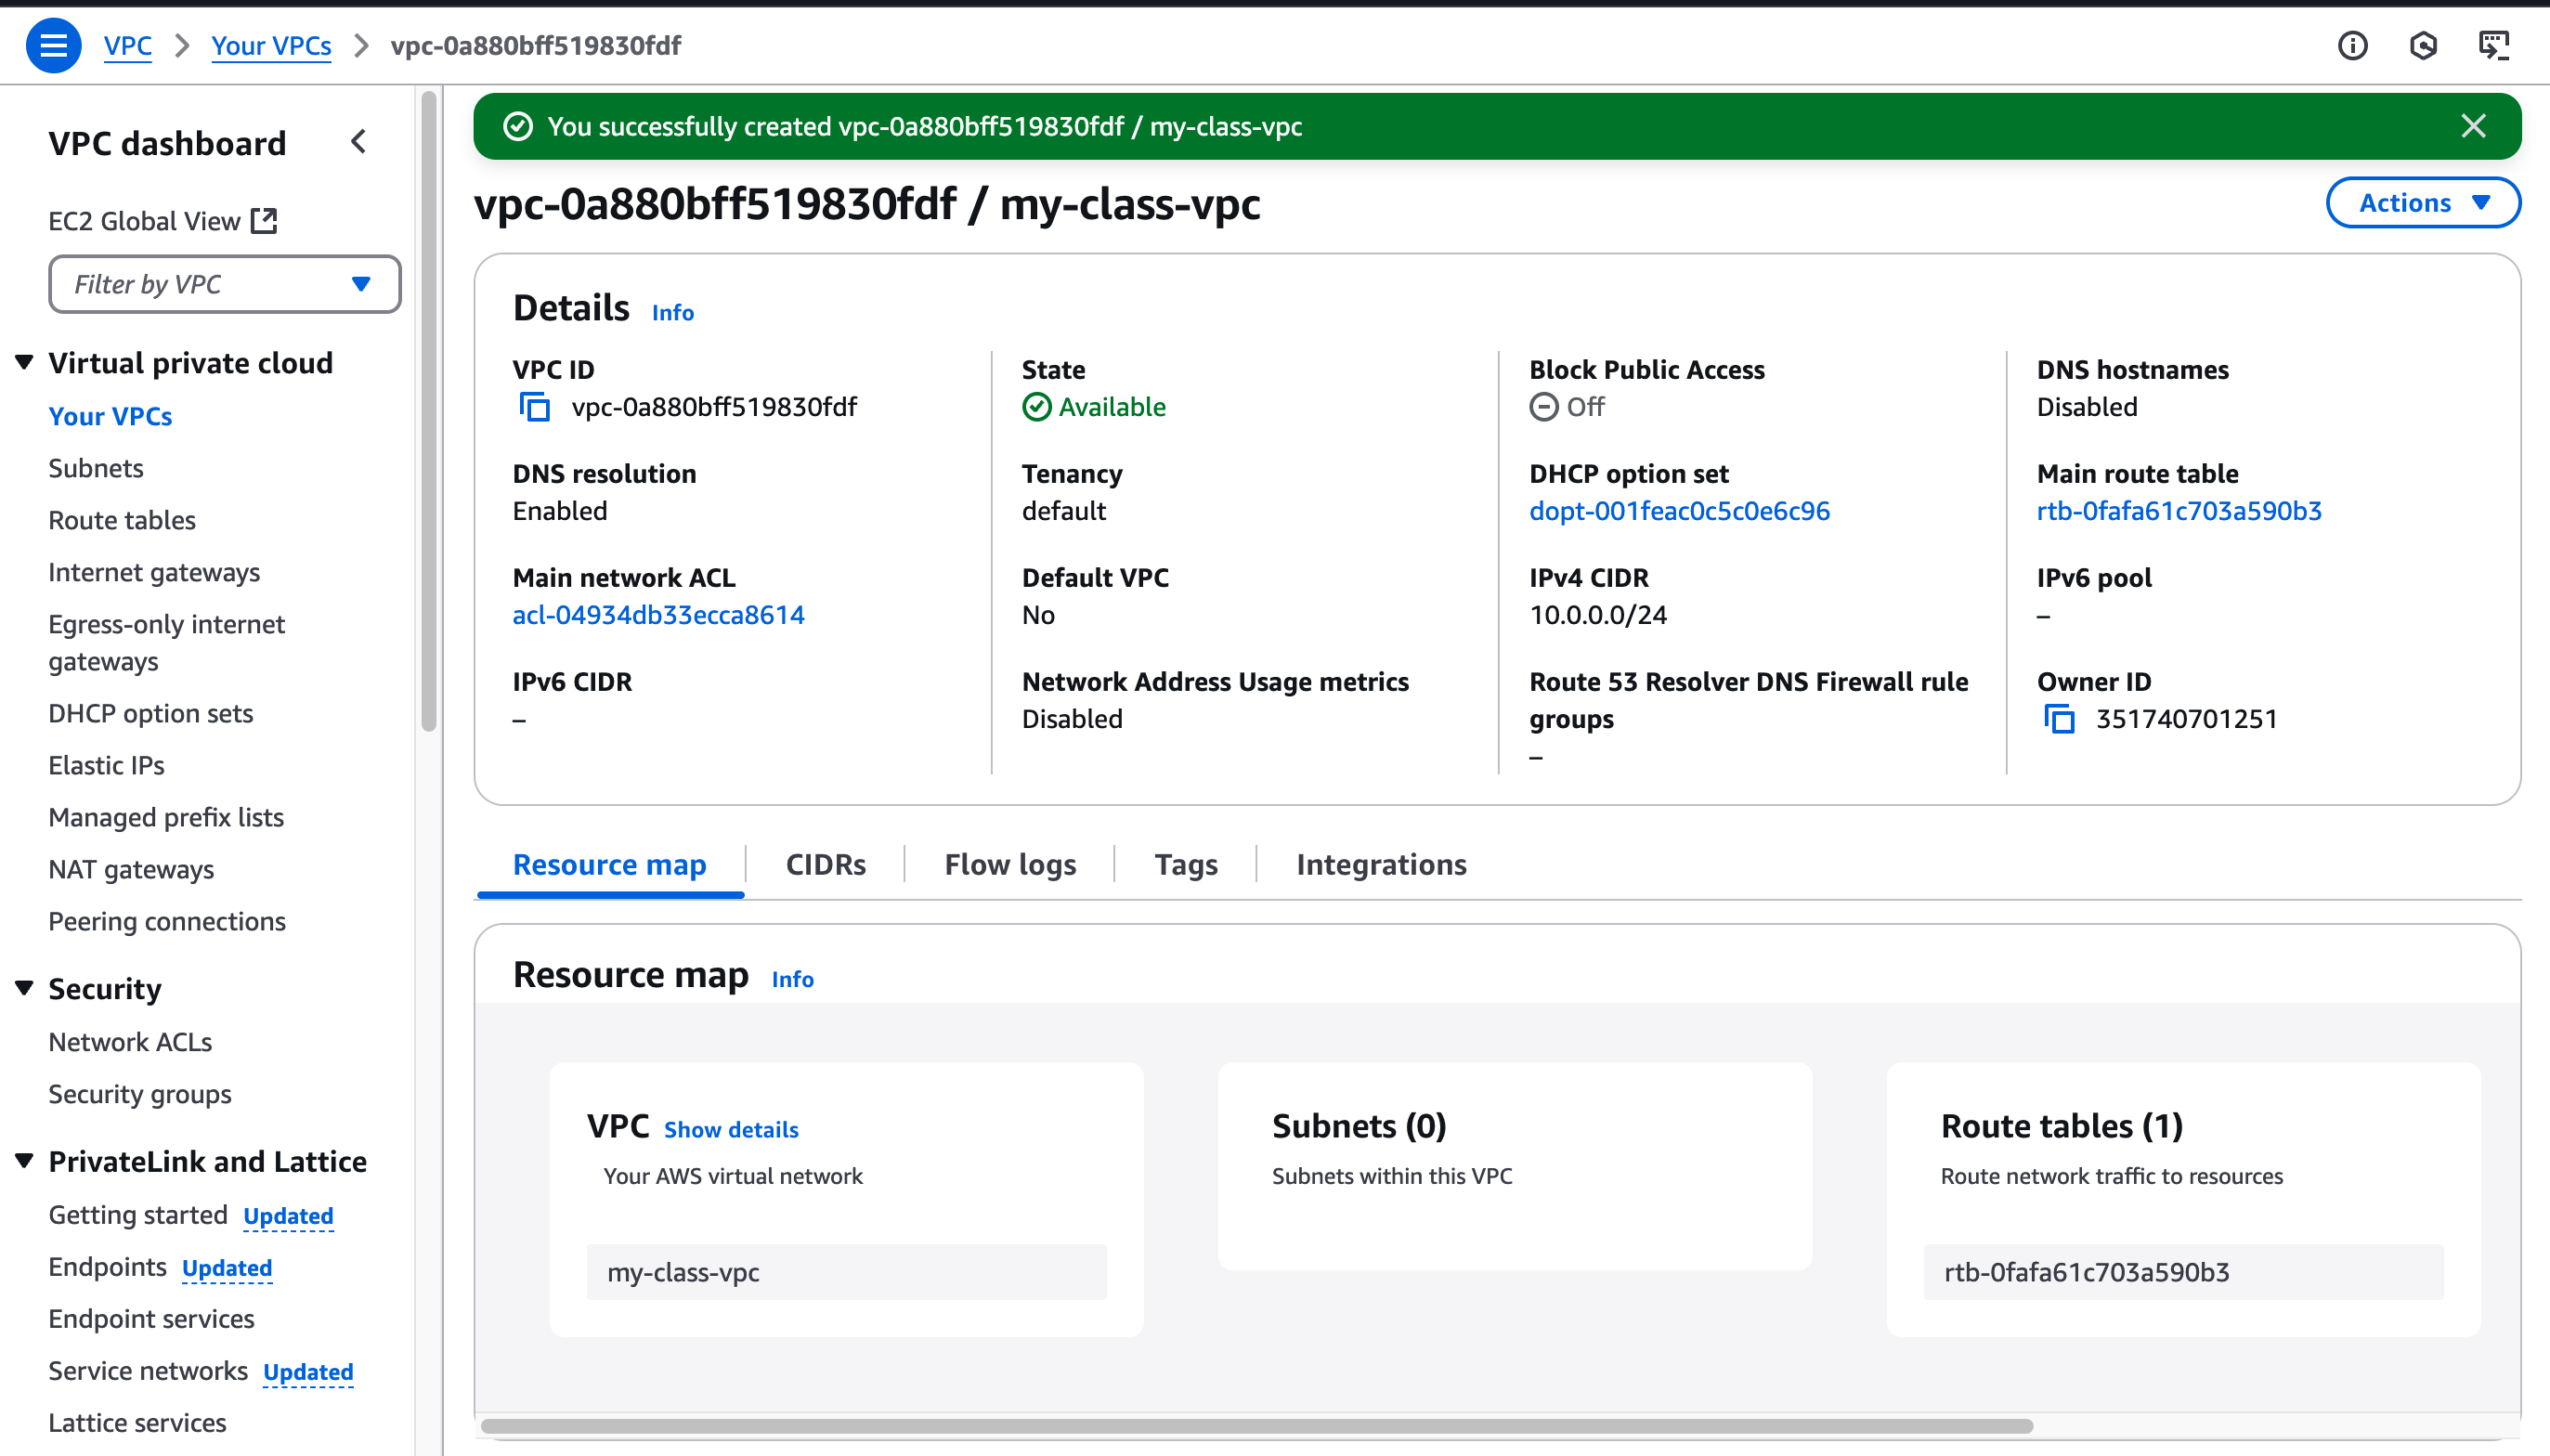 VPC > Your VPCs > vpc-0a880bff519830fdf
VPC dashboard
EC2 Global View
Filter by VPC
Virtual private cloud
Your VPCs
Subnets
Route tables
Internet gateways
Egress-only internet
gateways
DHCP option sets
Elastic IPs
Managed prefix lists
NAT gateways
Peering connections
Security
Network ACLs
Security groups
PrivateLink and Lattice
Getting started Updated
Endpoints Updated
Endpoint services
Service networks Updated
Lattice services
You successfully created vpc-0a880bff519830fdf / my-class-vpc
vpc-0a880bff519830fdf / my-class-vpc
Actions
Details Info
VPC ID
vpc-0a880bff519830fdf
State
Available
Block Public Access
Off
DNS hostnames
Disabled
DNS resolution
Enabled
Tenancy
default
DHCP option set
dopt-001feac0c5c0e6c96
Main route table
rtb-0fafa61c703a590b3
Main network ACL
acl-04934db33ecca8614
Default VPC
No
IPv4 CIDR
10.0.0.0/24
IPv6 pool
–
IPv6 CIDR
–
Network Address Usage metrics
Disabled
Route 53 Resolver DNS Firewall rule
groups
–
Owner ID
351740701251
Resource map CIDRs Flow logs Tags Integrations
Resource map Info
VPC Show details
Your AWS virtual network
my-class-vpc
Subnets (0)
Subnets within this VPC
Route tables (1)
Route network traffic to resources
rtb-0fafa61c703a590b3